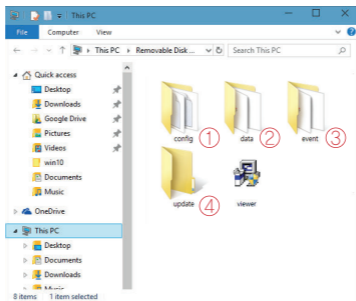 This PC
File Computer View
This PC Removable Disk ... Search This PC
Quick access
Desktop
Downloads
Google Drive
Pictures
Videos
win10
Documents
Music
OneDrive
This PC
Desktop
Documents
Downloads
Music
config ① data ② event ③
update ④ viewer
8 items 1 item selected